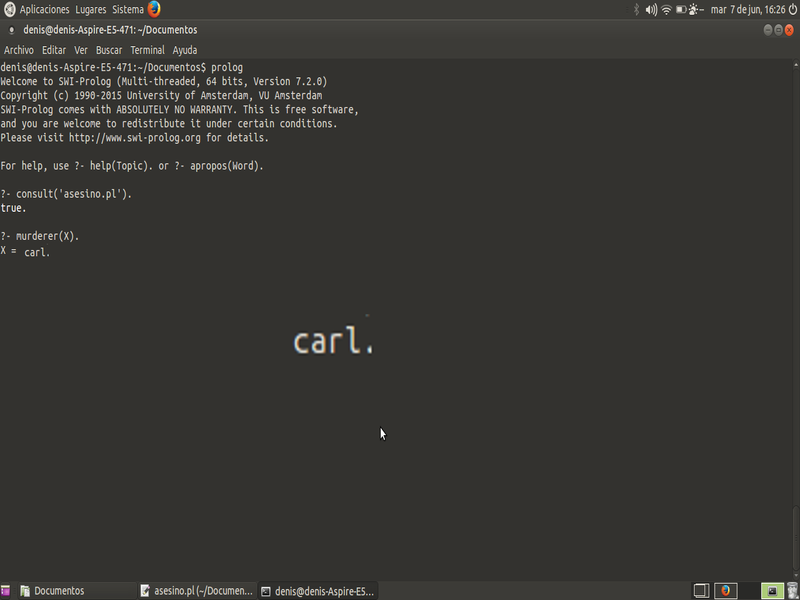 Aplicaciones Lugares Sistema mar 7 de jun, 16:26
denis@denis-Aspire-E5-471: ~/Documentos
Archivo Editar Ver Buscar Terminal Ayuda
denis@denis-Aspire-E5-471:~/Documentos$ prolog
Welcome to SWI-Prolog (Multi-threaded, 64 bits, Version 7.2.0)
Copyright (c) 1990-2015 University of Amsterdam, VU Amsterdam
SWI-Prolog comes with ABSOLUTELY NO WARRANTY. This is free software,
and you are welcome to redistribute it under certain conditions.
Please visit http://www.swi-prolog.org for details.
For help, use ?- help(Topic). or ?- apropos(Word).
?- consult('asesino.pl').
true.
?- murderer(X).
X = carl.
carl.
Documentos asesino.pl (~/Documen... denis@denis-Aspire-E5...